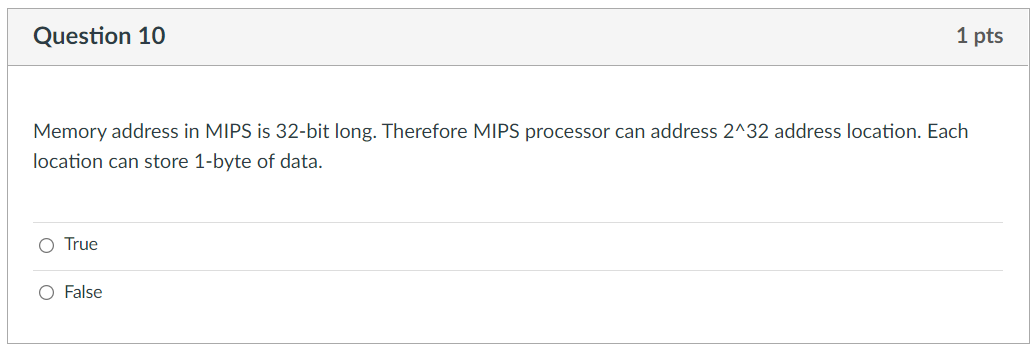 Question 10
1 pts
Memory address in MIPS is 32-bit long. Therefore MIPS processor can address 2^32 address location. Each
location can store 1-byte of data.
True
False